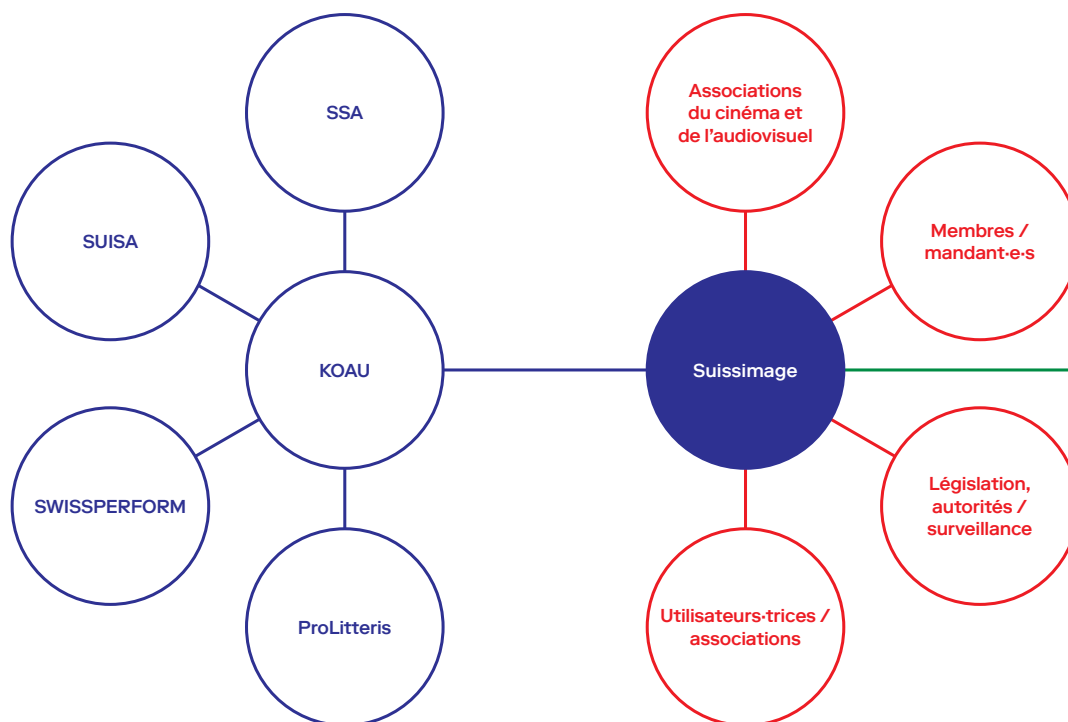 SSA
Associations
du cinéma et
de l’audiovisuel
SUISA
Membres /
mandant·e·s
KOAU
Suissimage
SWISSPERFORM
Législation,
autorités /
surveillance
ProLitteris
Utilisateurs·trices /
associations